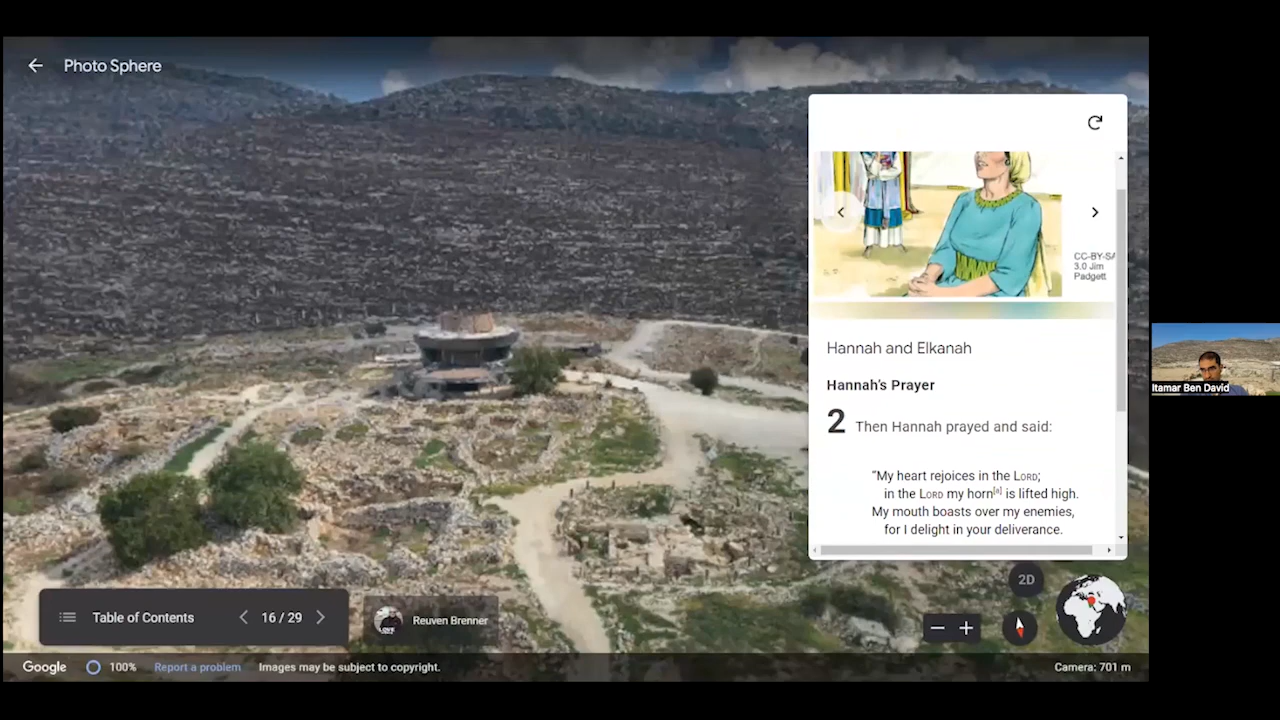 Photo Sphere
CC-BY-SA
3.0 Jim
Padgett
Hannah and Elkanah
Hannah's Prayer
2 Then Hannah prayed and said:
“My heart rejoices in the LORD;
in the LORD my horn[a] is lifted high.
My mouth boasts over my enemies,
for I delight in your deliverance.
Itamar Ben David
2D
Table of Contents
16 / 29
Reuven Brenner
Google
100%
Report a problem
Images may be subject to copyright.
Camera: 701 m